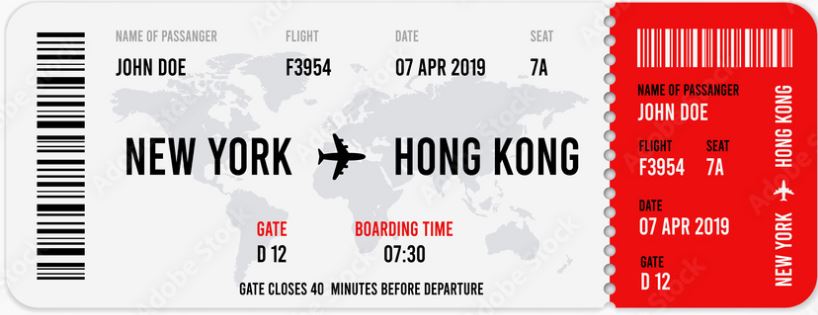 NAME OF PASSANGER FLIGHT DATE SEAT
JOHN DOE F3954 07 APR 2019 7A
NEW YORK HONG KONG
GATE BOARDING TIME
D 12 07:30
GATE CLOSES 40 MINUTES BEFORE DEPARTURE
NAME OF PASSANGER
JOHN DOE
FLIGHT SEAT
F3954 7A
DATE
07 APR 2019
GATE
D 12
NEW YORK HONG KONG
Adobe Stock